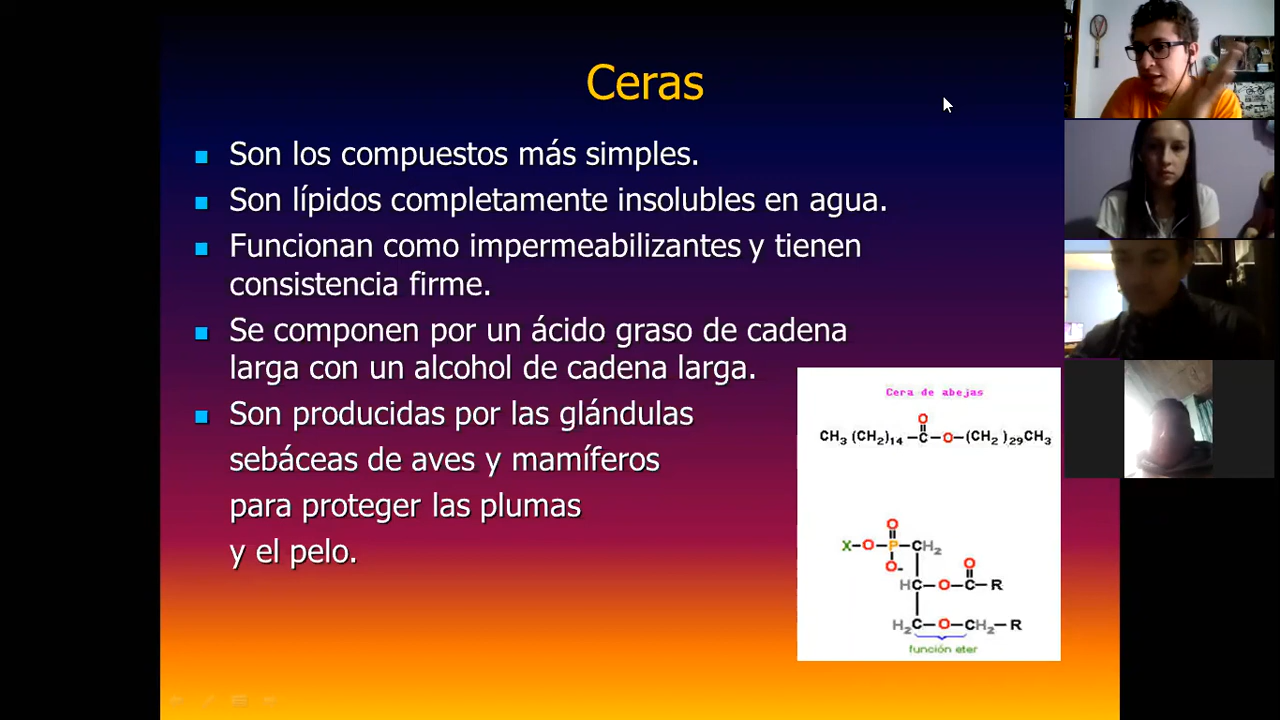 Ceras
Son los compuestos más simples.
Son lípidos completamente insolubles en agua.
Funcionan como impermeabilizantes y tienen
consistencia firme.
Se componen por un ácido graso de cadena
larga con un alcohol de cadena larga.
Son producidas por las glándulas
sebáceas de aves y mamíferos
para proteger las plumas
y el pelo.
Cera de abejas
O
CH₃(CH₂)₁₄—C—O—(CH₂)₂₉CH₃
O
X—O—P—CH₂
O- O
HC—O—C—R
H₂C—O—CH₂—R
función eter